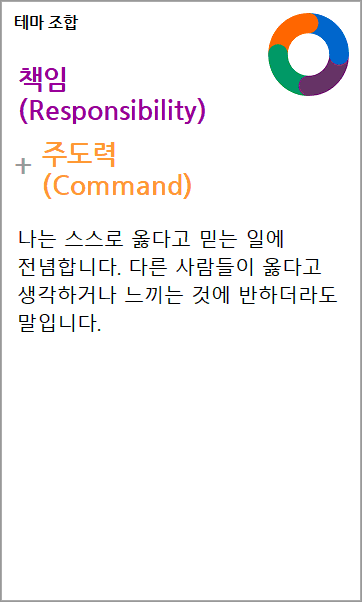 테마 조합
책임
(Responsibility)
+ 주도력
(Command)
나는 스스로 옳다고 믿는 일에
전념합니다. 다른 사람들이 옳다고
생각하거나 느끼는 것에 반하더라도
말입니다.